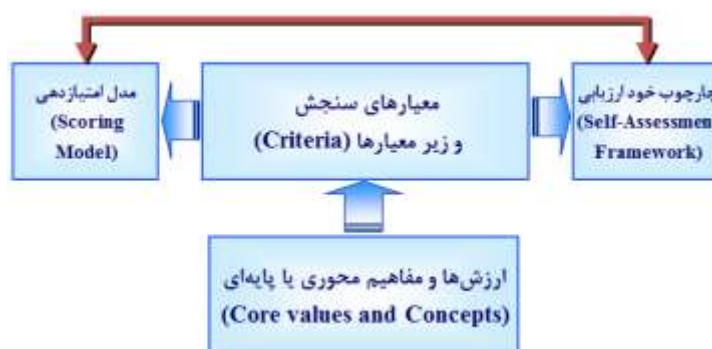 مدل امتیازدهی
(Scoring
Model)
معیارهای سنجش
و زیر معیارها (Criteria)
چارچوب خود ارزیابی
(Self-Assessmen
Framework)
ارزش‌ها و مفاهیم محوری یا پایه‌ای
(Core values and Concepts)